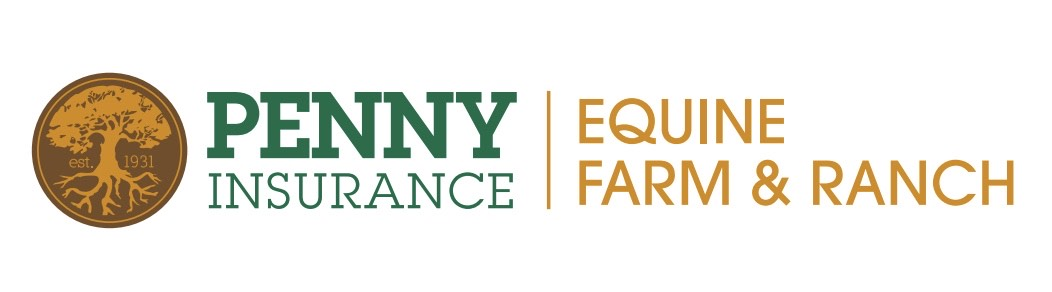 est. 1931
PENNY
INSURANCE
EQUINE
FARM & RANCH